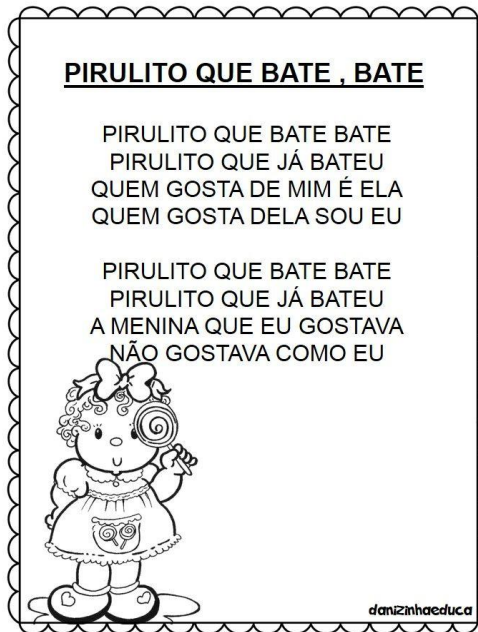 PIRULITO QUE BATE , BATE
PIRULITO QUE BATE BATE
PIRULITO QUE JÁ BATEU
QUEM GOSTA DE MIM É ELA
QUEM GOSTA DELA SOU EU
PIRULITO QUE BATE BATE
PIRULITO QUE JÁ BATEU
A MENINA QUE EU GOSTAVA
NÃO GOSTAVA COMO EU
danizinhaeduca